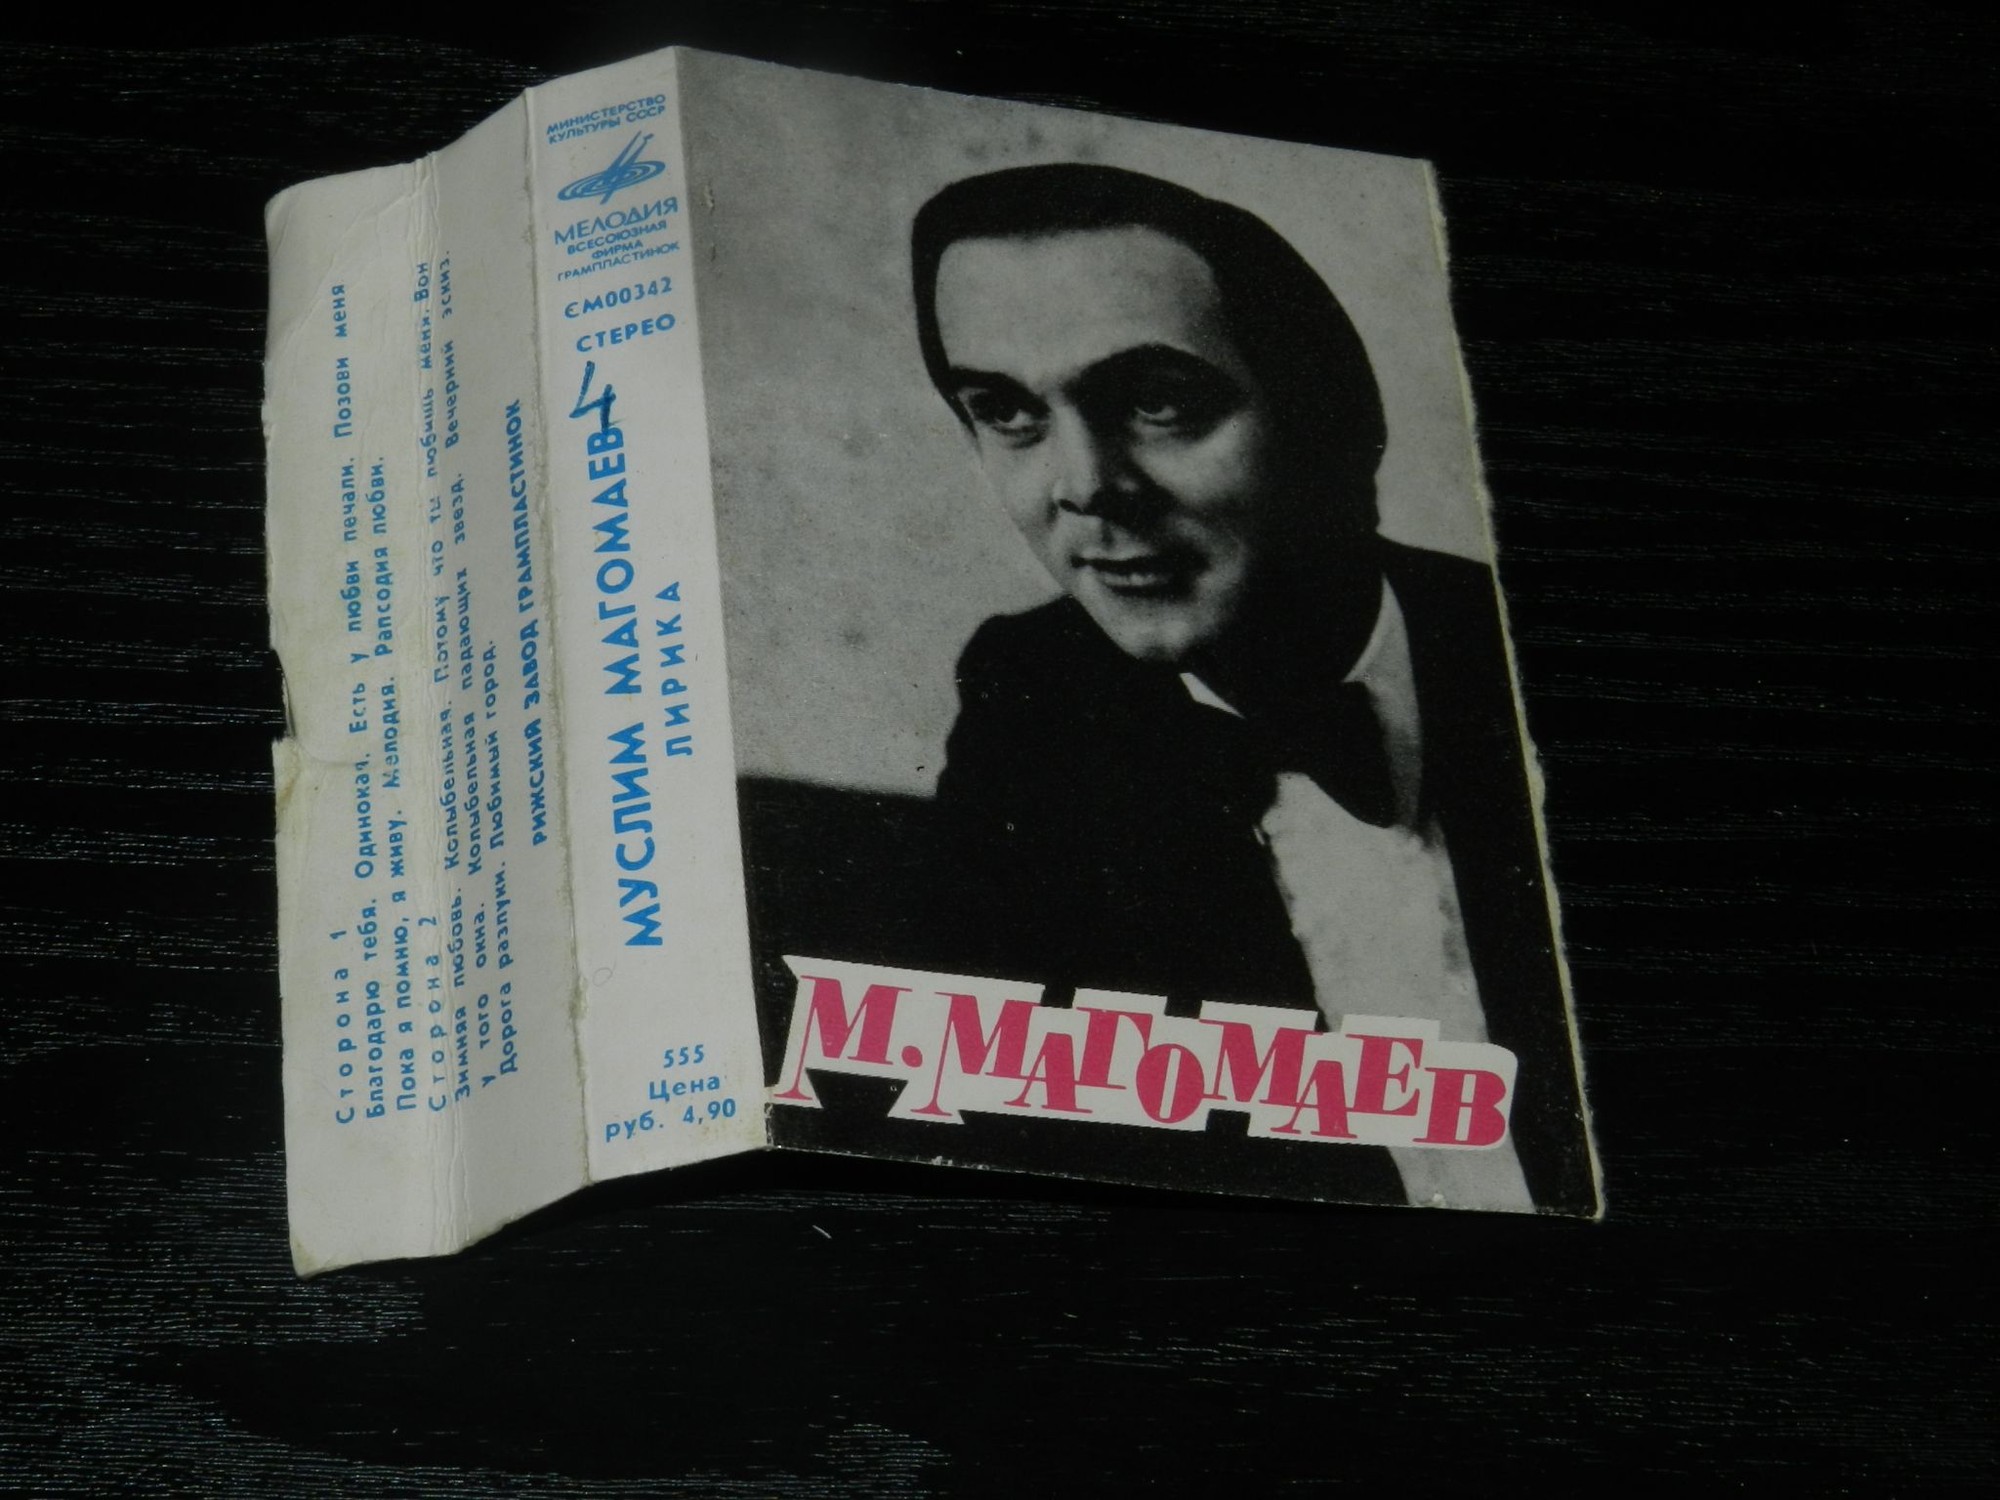 Сторона 1
Благодарю тебя. Одинокая. Есть у любви печали. Позови меня
Пока я помню, я живу. Мелодия. Рапсодия любви.
Сторона 2
Зимняя любовь. Колыбельная. Потому что ты любишь меня. Вон
у того окна. Колыбельная падающих звезд. Вечерний эскиз.
Дорога разлуки. Любимый город.
РИЖСКИЙ ЗАВОД ГРАМПЛАСТИНОК
МИНИСТЕРСТВО
КУЛЬТУРЫ СССР
МЕЛОДИЯ
ВСЕСОЮЗНАЯ
ФИРМА
ГРАМПЛАСТИНОК
СМ00342
СТЕРЕО
МУСЛИМ МАГОМАЕВ
ЛИРИКА
555
Цена
руб. 4,90
М. МАГОМАЕВ